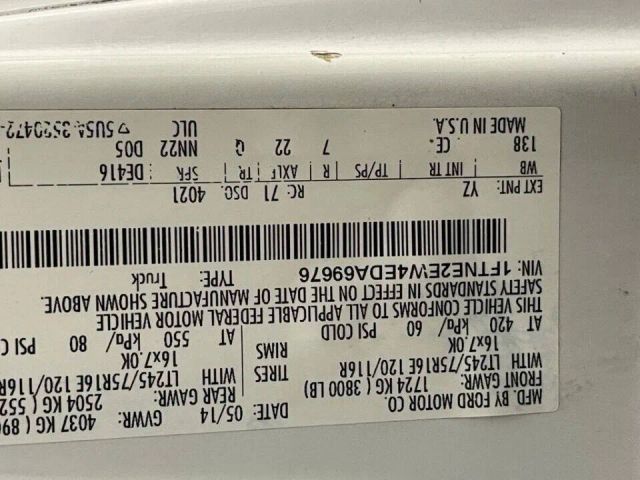 MFD. BY FORD MOTOR CO.
DATE: 05/14 GVWR: 4037 KG ( 890
FRONT GAWR: 1724 KG ( 3800 LB) REAR GAWR: 2504 KG ( 552
WITH LT245/75R16E 120/116R TIRES WITH LT245/75R16E 120/116R
16x7.0K RIMS 16x7.0K
AT 420 kPa/ 60 PSI COLD AT 550 kPa/ 80 PSI C
THIS VEHICLE CONFORMS TO ALL APPLICABLE FEDERAL MOTOR VEHICLE
SAFETY STANDARDS IN EFFECT ON THE DATE OF MANUFACTURE SHOWN ABOVE.
VIN: 1FTNE2EW4EDA69676 TYPE: Truck
EXT PNT: YZ RC: 71 DSO: 4021
WB INT TR TP/PS R AXLE TR SPR DE416
138 CE 7 22 Q NN22 D05
MADE IN U.S.A. ULC